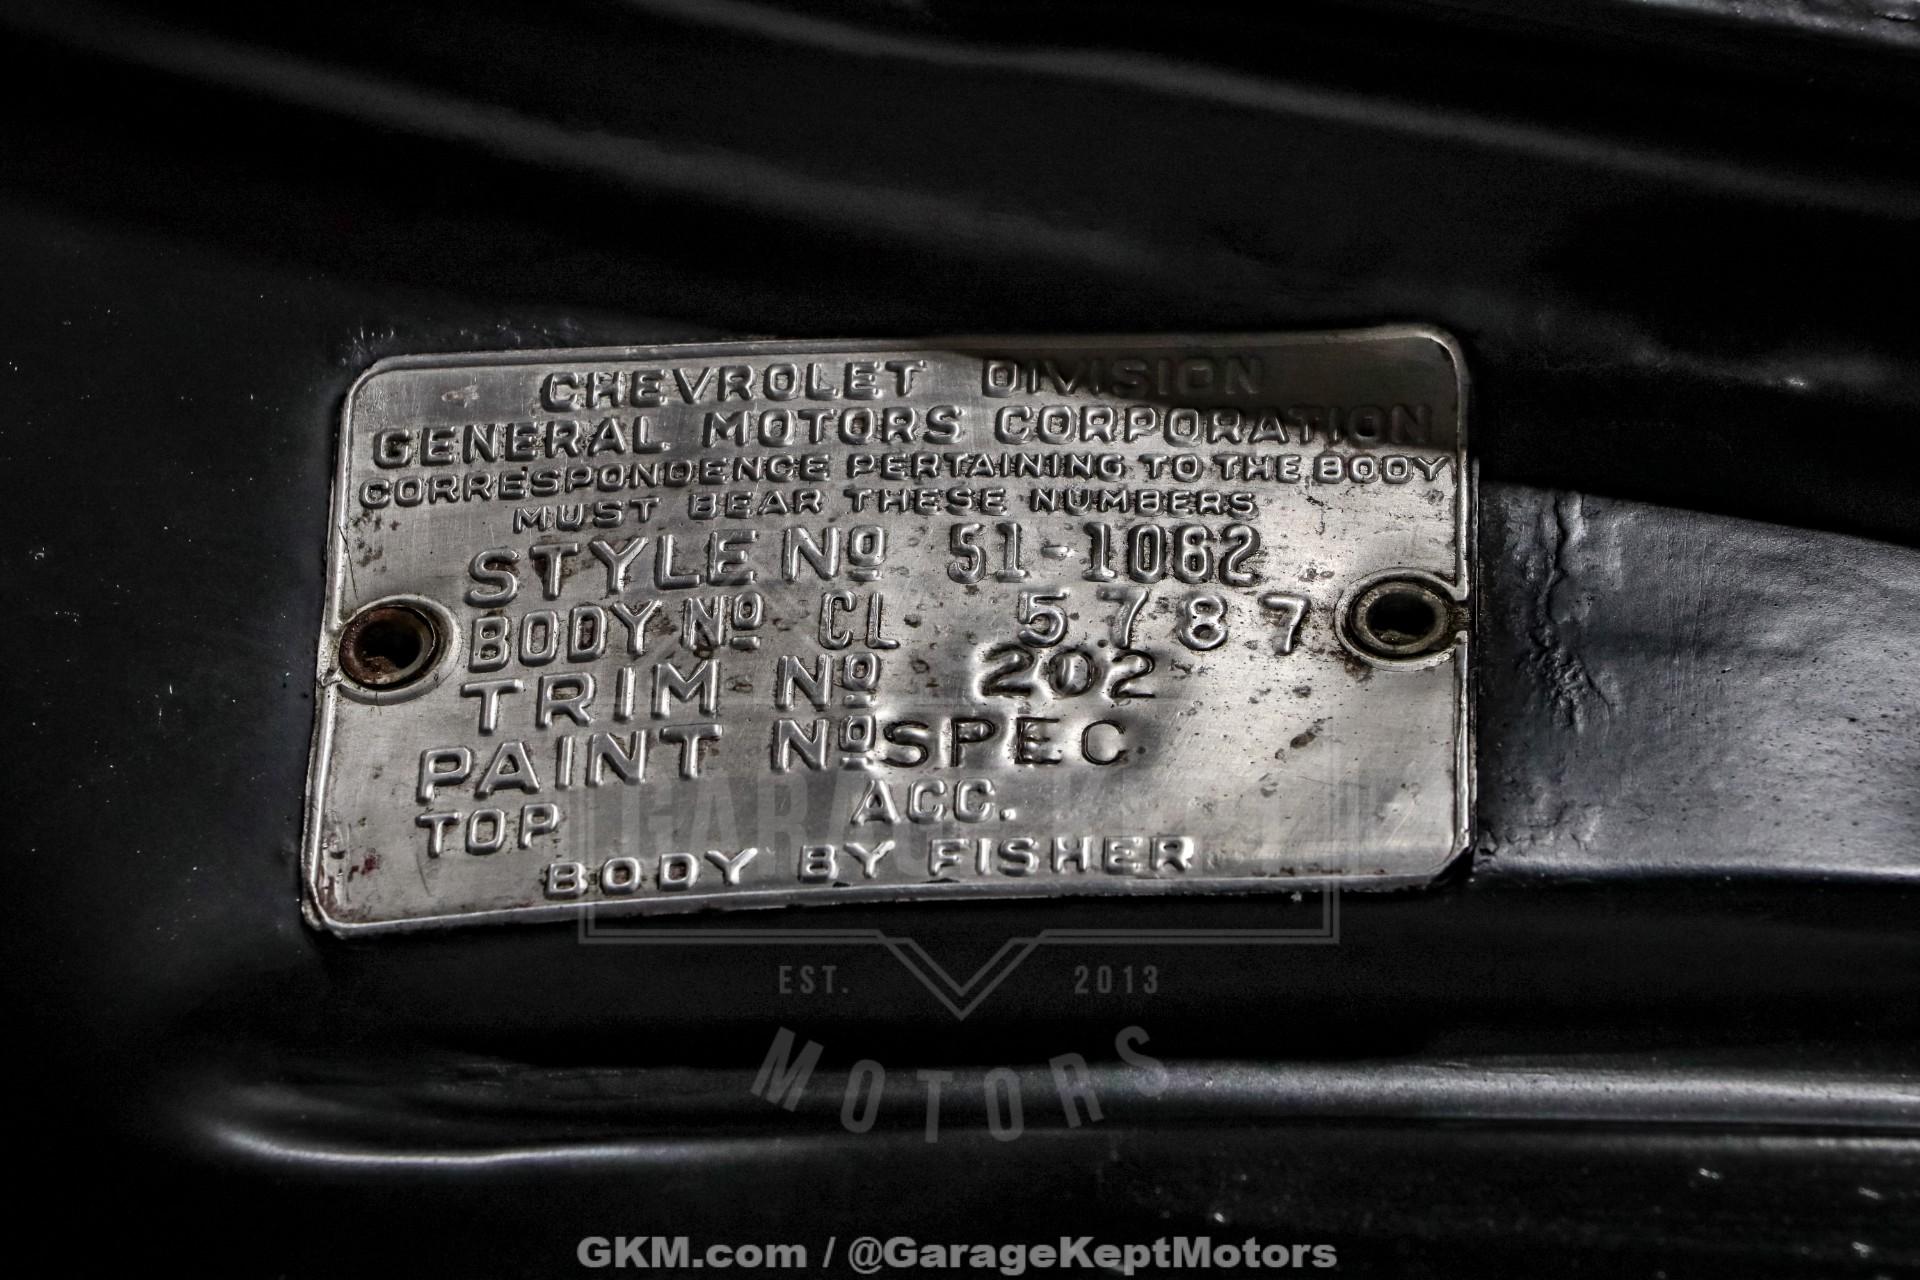 CHEVROLET DIVISION
GENERAL MOTORS CORPORATION
CORRESPONDENCE PERTAINING TO THE BODY
MUST BEAR THESE NUMBERS
STYLE Nº 51-1062
BODY Nº CL 5787
TRIM Nº 202
PAINT Nº SPEC
TOP ACC.
BODY BY FISHER
GARAGE KEPT
EST. 2013
MOTORS
GKM.com / @GarageKeptMotors